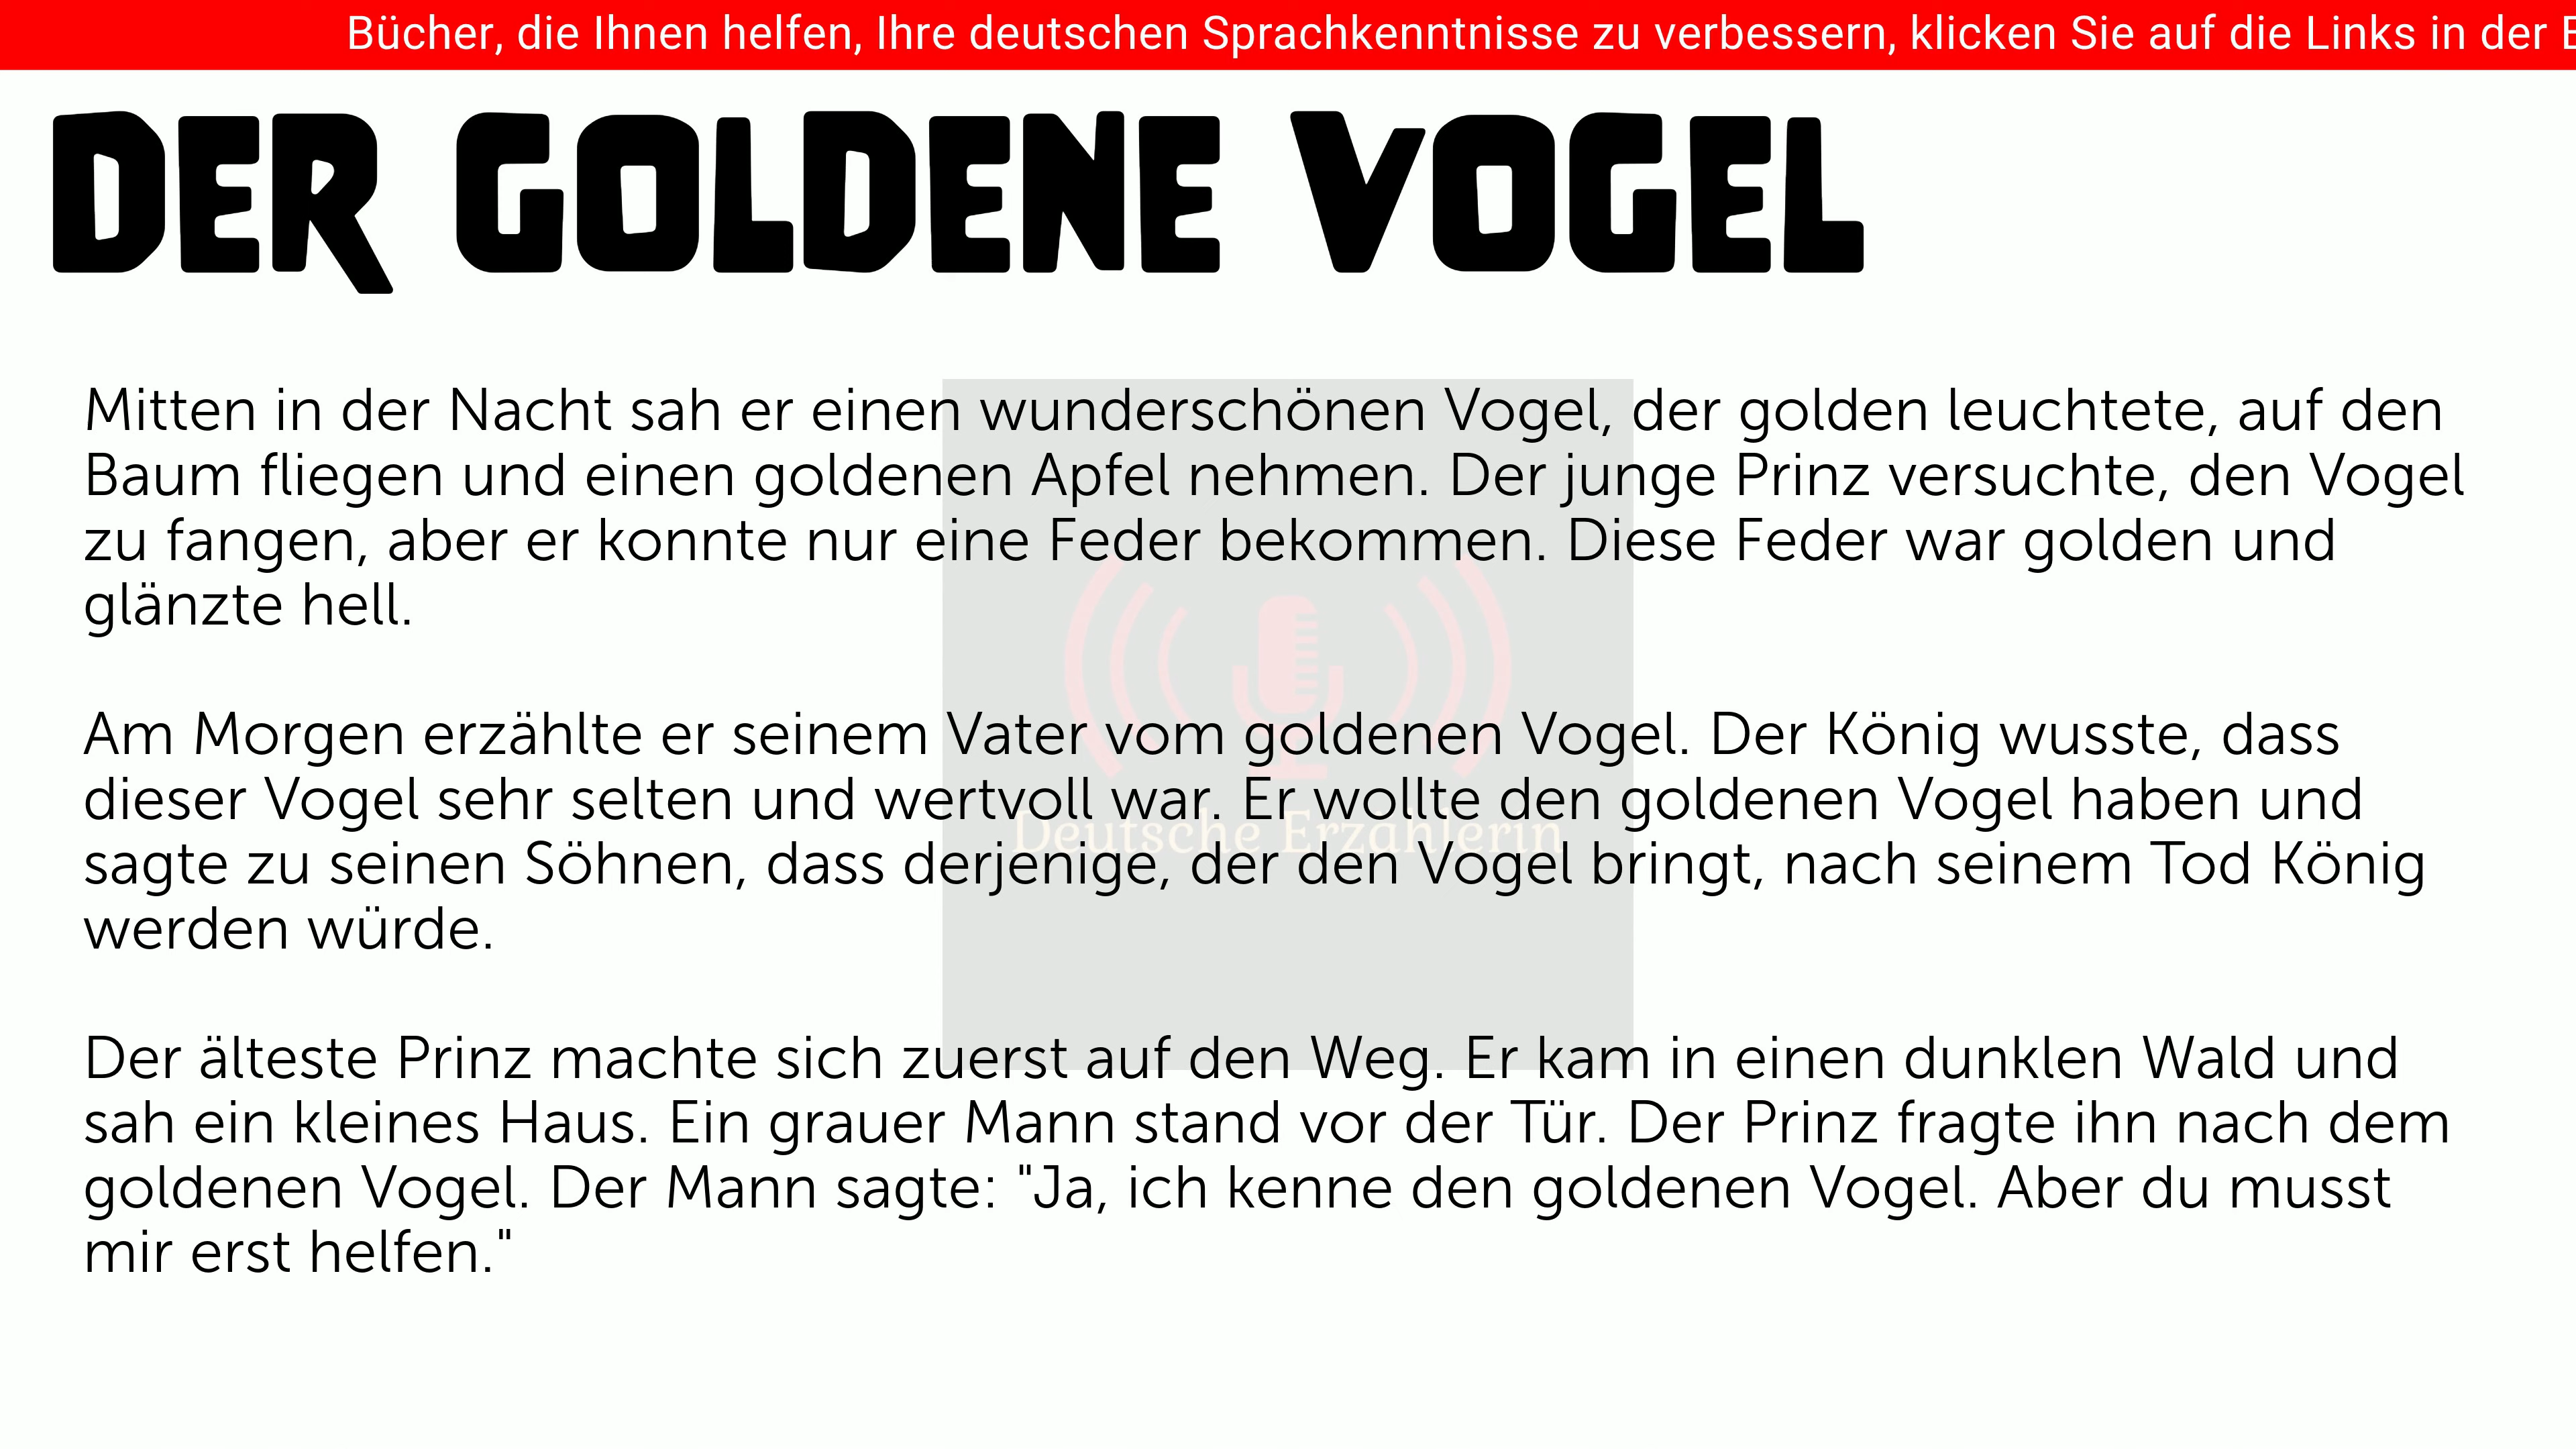 Bücher, die Ihnen helfen, Ihre deutschen Sprachkenntnisse zu verbessern, klicken Sie auf die Links in der
DER GOLDENE VOGEL
Mitten in der Nacht sah er einen wunderschönen Vogel, der golden leuchtete, auf den
Baum fliegen und einen goldenen Apfel nehmen. Der junge Prinz versuchte, den Vogel
zu fangen, aber er konnte nur eine Feder bekommen. Diese Feder war golden und
glänzte hell.
Am Morgen erzählte er seinem Vater vom goldenen Vogel. Der König wusste, dass
dieser Vogel sehr selten und wertvoll war. Er wollte den goldenen Vogel haben und
Deutsche Erzählerin
sagte zu seinen Söhnen, dass derjenige, der den Vogel bringt, nach seinem Tod König
werden würde.
Der älteste Prinz machte sich zuerst auf den Weg. Er kam in einen dunklen Wald und
sah ein kleines Haus. Ein grauer Mann stand vor der Tür. Der Prinz fragte ihn nach dem
goldenen Vogel. Der Mann sagte: "Ja, ich kenne den goldenen Vogel. Aber du musst
mir erst helfen."